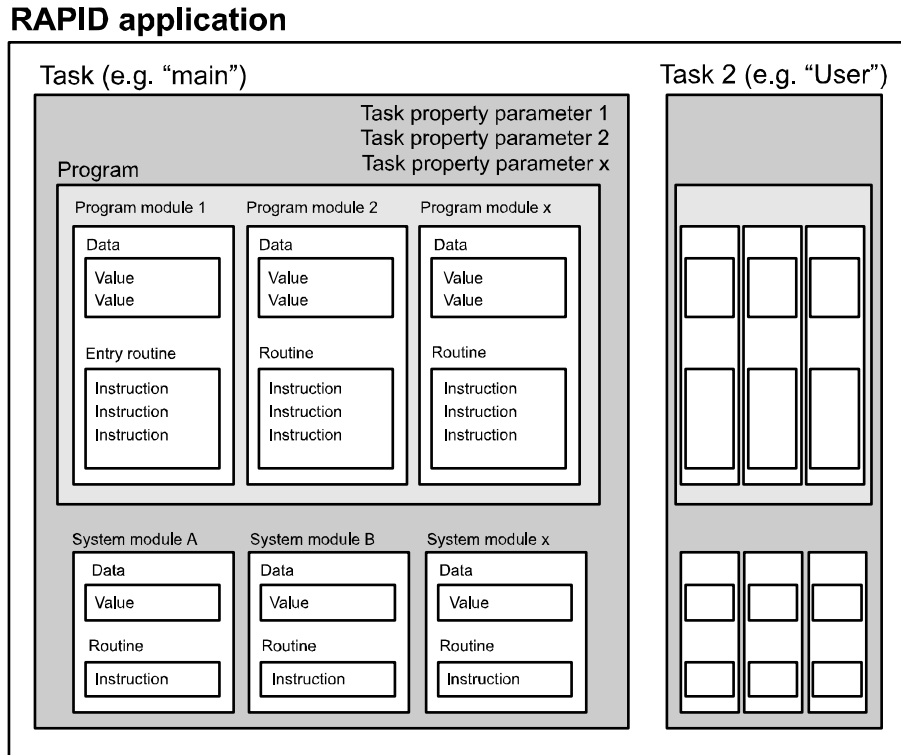 RAPID application
Task (e.g. “main”)
Task 2 (e.g. “User”)
Task property parameter 1
Task property parameter 2
Task property parameter x
Program
Program module 1
Program module 2
Program module x
Data
Data
Data
Value
Value
Value
Value
Value
Value
Entry routine
Routine
Routine
Instruction
Instruction
Instruction
Instruction
Instruction
Instruction
Instruction
Instruction
Instruction
System module A
System module B
System module x
Data
Data
Data
Value
Value
Value
Routine
Routine
Routine
Instruction
Instruction
Instruction